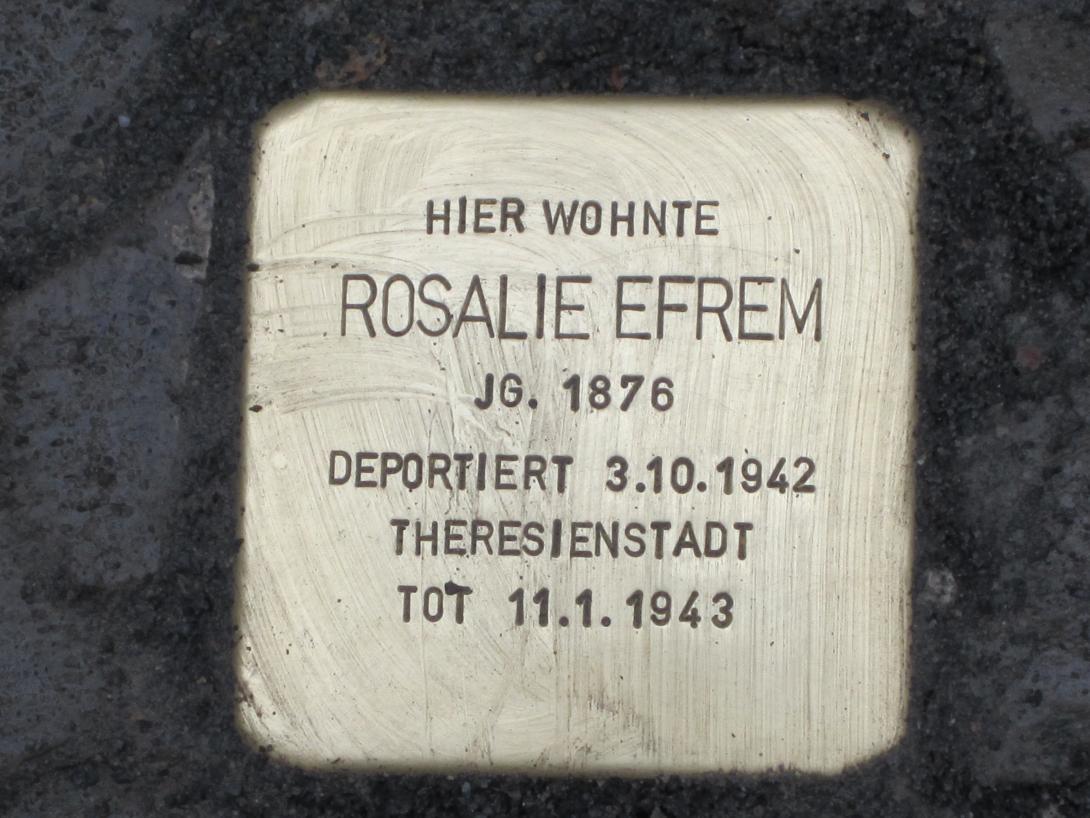 HIER WOHNTE
ROSALIE EFREM
JG. 1876
DEPORTIERT 3.10.1942
THERESIENSTADT
TOT 11.1.1943